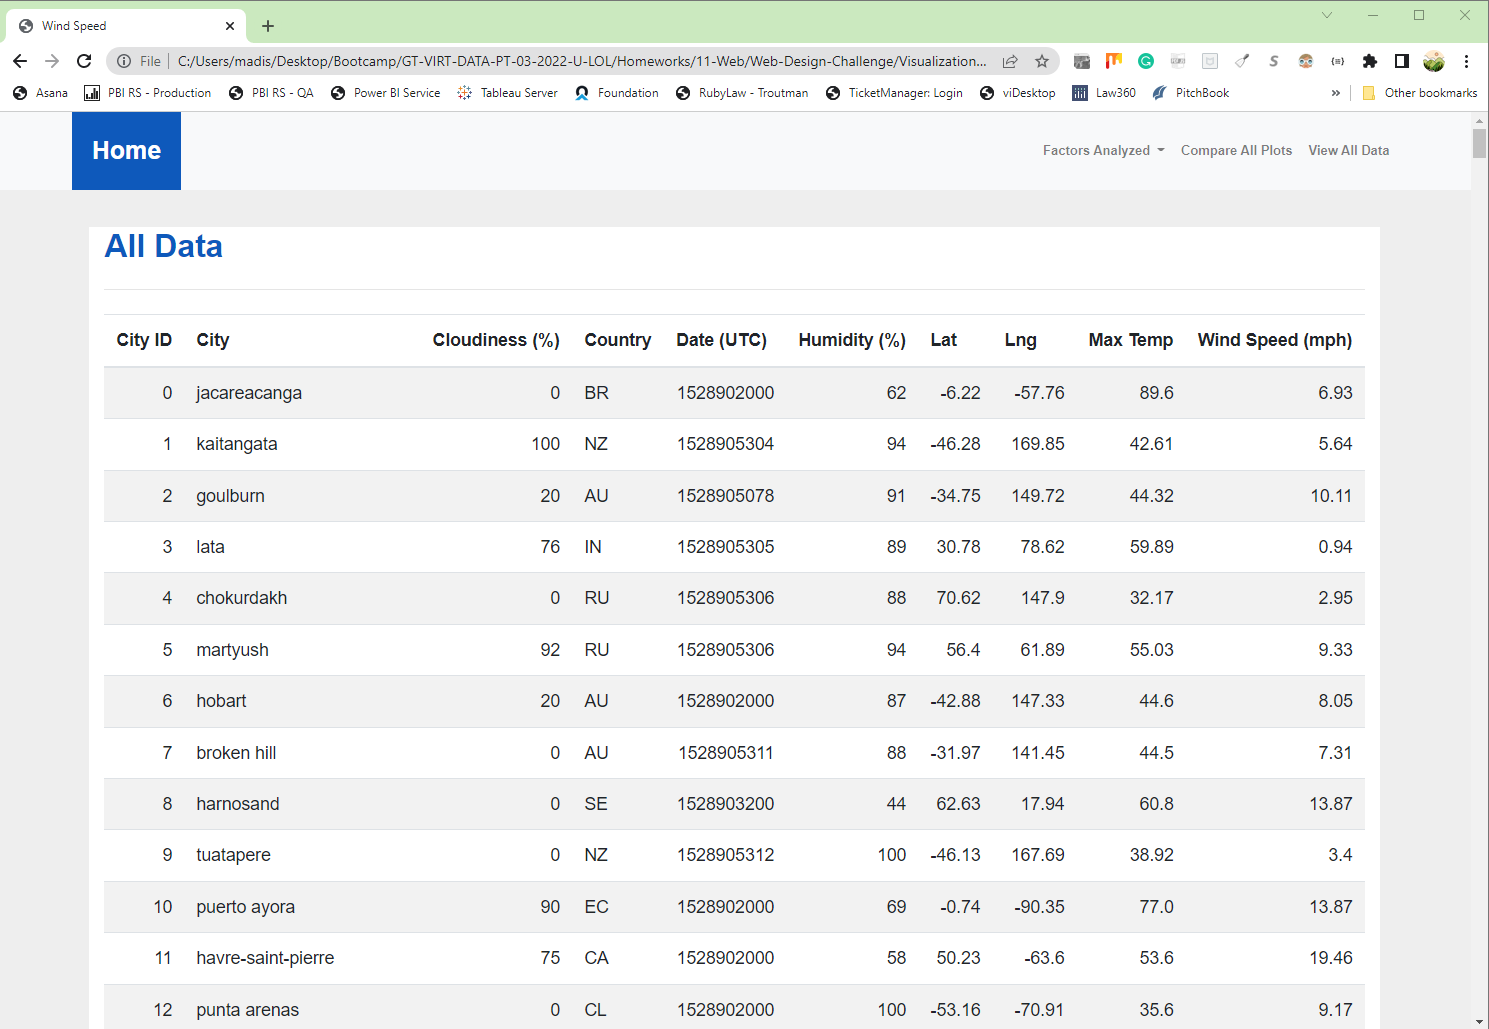 Wind Speed
File C:/Users/madis/Desktop/Bootcamp/GT-VIRT-DATA-PT-03-2022-U-LOL/Homeworks/11-Web/Web-Design-Challenge/Visualization...
Asana PBI RS - Production PBI RS - QA Power BI Service Tableau Server Foundation RubyLaw - Troutman TicketManager: Login viDesktop Law360 PitchBook » Other bookmarks
Home Factors Analyzed Compare All Plots View All Data
All Data
City ID City Cloudiness (%) Country Date (UTC) Humidity (%) Lat Lng Max Temp Wind Speed (mph)
0 jacareacanga 0 BR 1528902000 62 -6.22 -57.76 89.6 6.93
1 kaitangata 100 NZ 1528905304 94 -46.28 169.85 42.61 5.64
2 goulburn 20 AU 1528905078 91 -34.75 149.72 44.32 10.11
3 lata 76 IN 1528905305 89 30.78 78.62 59.89 0.94
4 chokurdakh 0 RU 1528905306 88 70.62 147.9 32.17 2.95
5 martyush 92 RU 1528905306 94 56.4 61.89 55.03 9.33
6 hobart 20 AU 1528902000 87 -42.88 147.33 44.6 8.05
7 broken hill 0 AU 1528905311 88 -31.97 141.45 44.5 7.31
8 harnosand 0 SE 1528903200 44 62.63 17.94 60.8 13.87
9 tuatapere 0 NZ 1528905312 100 -46.13 167.69 38.92 3.4
10 puerto ayora 90 EC 1528902000 69 -0.74 -90.35 77.0 13.87
11 havre-saint-pierre 75 CA 1528902000 58 50.23 -63.6 53.6 19.46
12 punta arenas 0 CL 1528902000 100 -53.16 -70.91 35.6 9.17